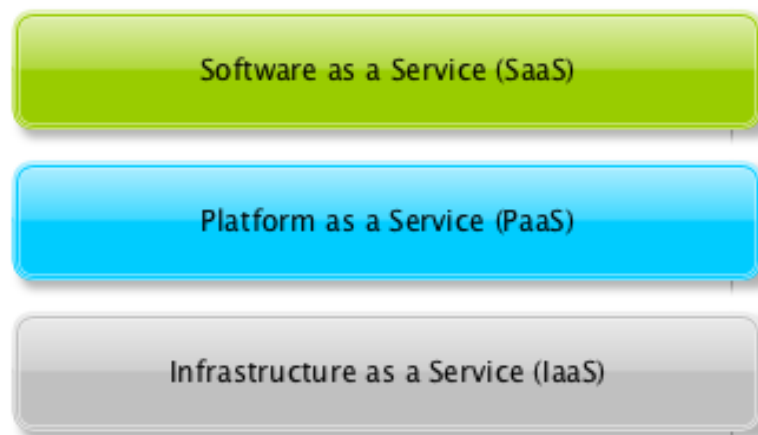 Software as a Service (SaaS)
Platform as a Service (PaaS)
Infrastructure as a Service (IaaS)